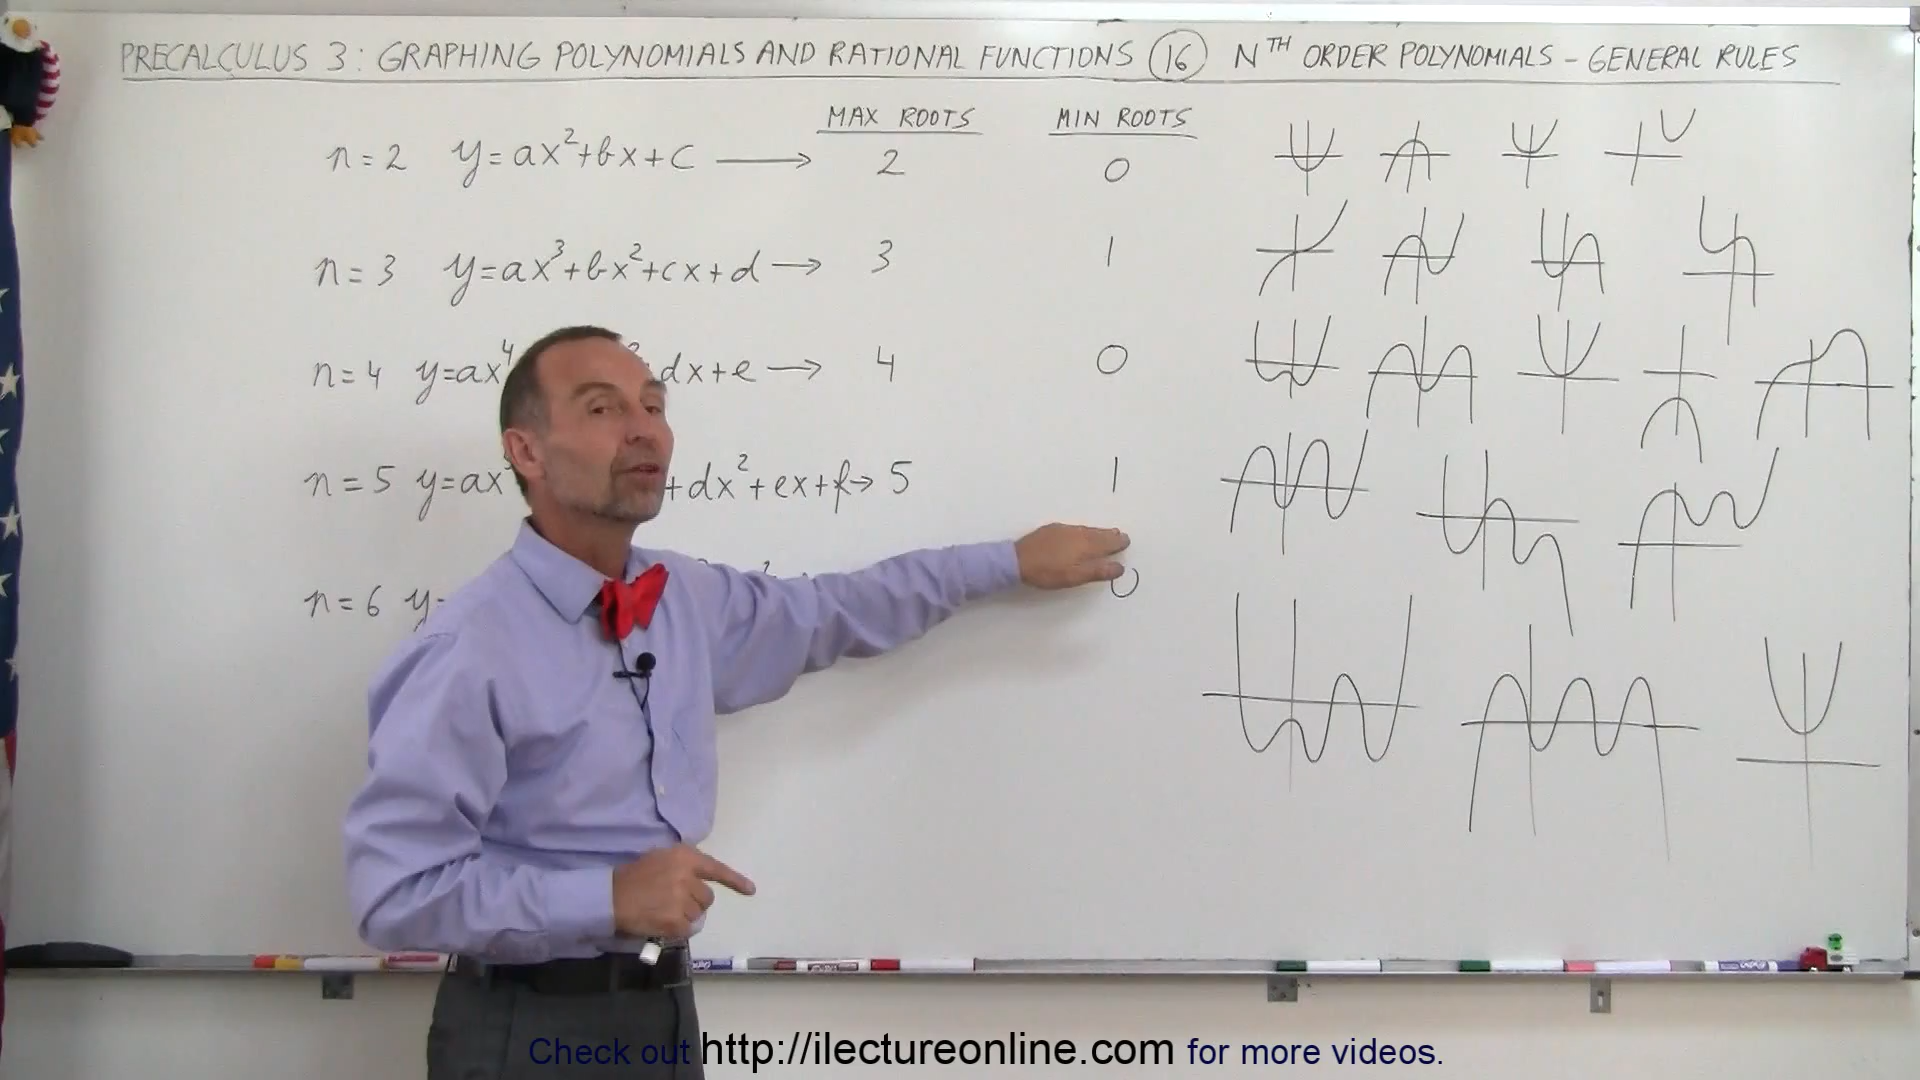 PRECALCULUS 3: GRAPHING POLYNOMIALS AND RATIONAL FUNCTIONS 16 NTH ORDER POLYNOMIALS - GENERAL RULES
MAX ROOTS MIN ROOTS
n=2 y=ax²+bx+c → 2 0
n=3 y=ax³+bx²+cx+d → 3 1
n=4 y=ax⁴ dx+e → 4 0
n=5 y=ax +dx²+ex+f → 5 1
n=6 y= 0
Check out http://ilectureonline.com for more videos.